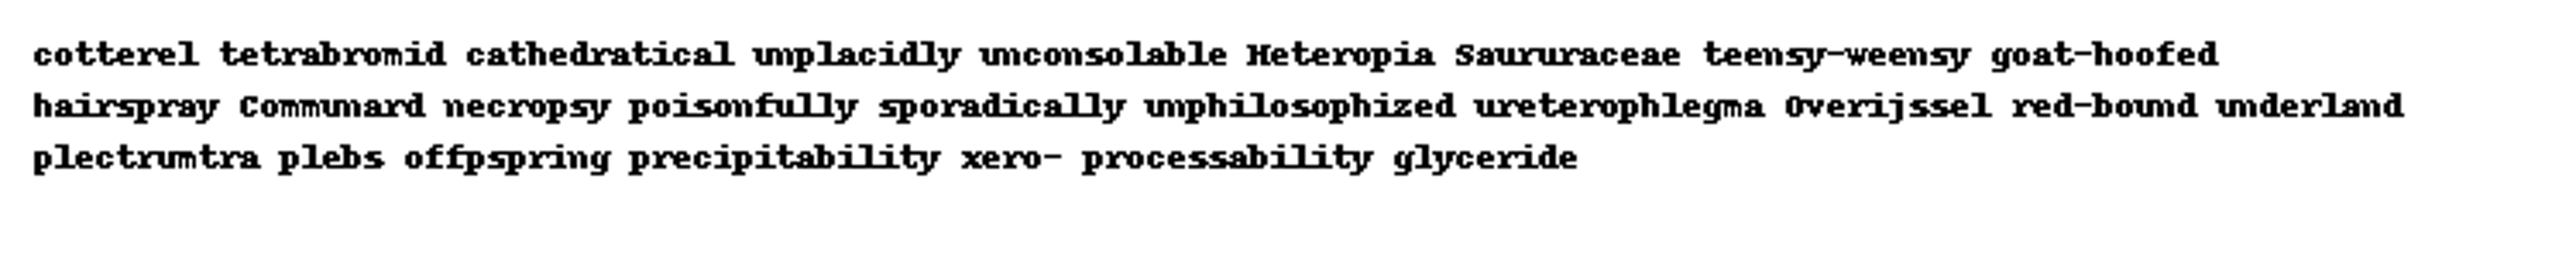 cotterel tetrabromid cathedratical unplacidly unconsolable Heteropia Saururaceae teensy-weensy goat-hoofed
hairspray Communard necropsy poisonfully sporadically unphilosophized ureterophlegma Overijssel red-bound underland
plectrumtra plebs offpspring precipitability xero- processability glyceride